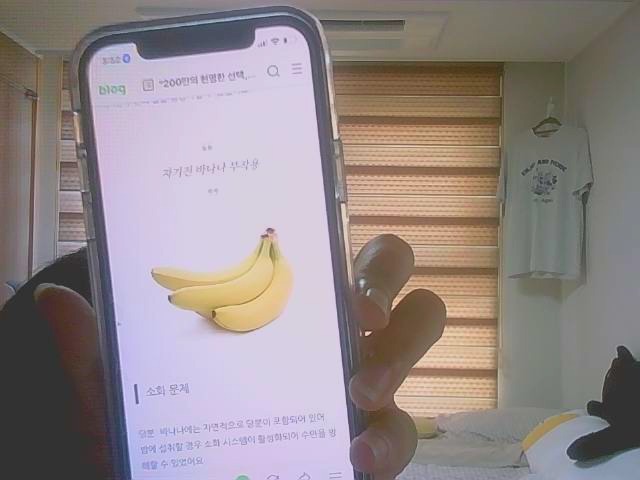 3:52
blog
"200만의 현명한 선택,...
자기전 바나나 부작용
소화 문제
당분: 바나나에는 자연적으로 당분이 포함되어 있어
밤에 섭취할 경우 소화 시스템이 활성화되어 수면을 방
해할 수 있었어요